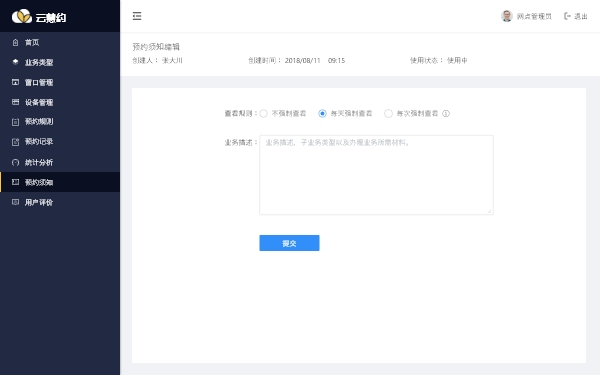 云慧约
网点管理员 退出
首页
业务类型
窗口管理
设备管理
预约规则
预约记录
统计分析
预约须知
用户评价
预约须知编辑
创建人： 张大川 创建时间： 2018/08/11 09:15 使用状态： 使用中
查看规则： 不强制查看 每天强制查看 每次强制查看
业务描述： 业务描述，子业务类型以及办理业务所需材料。
提交